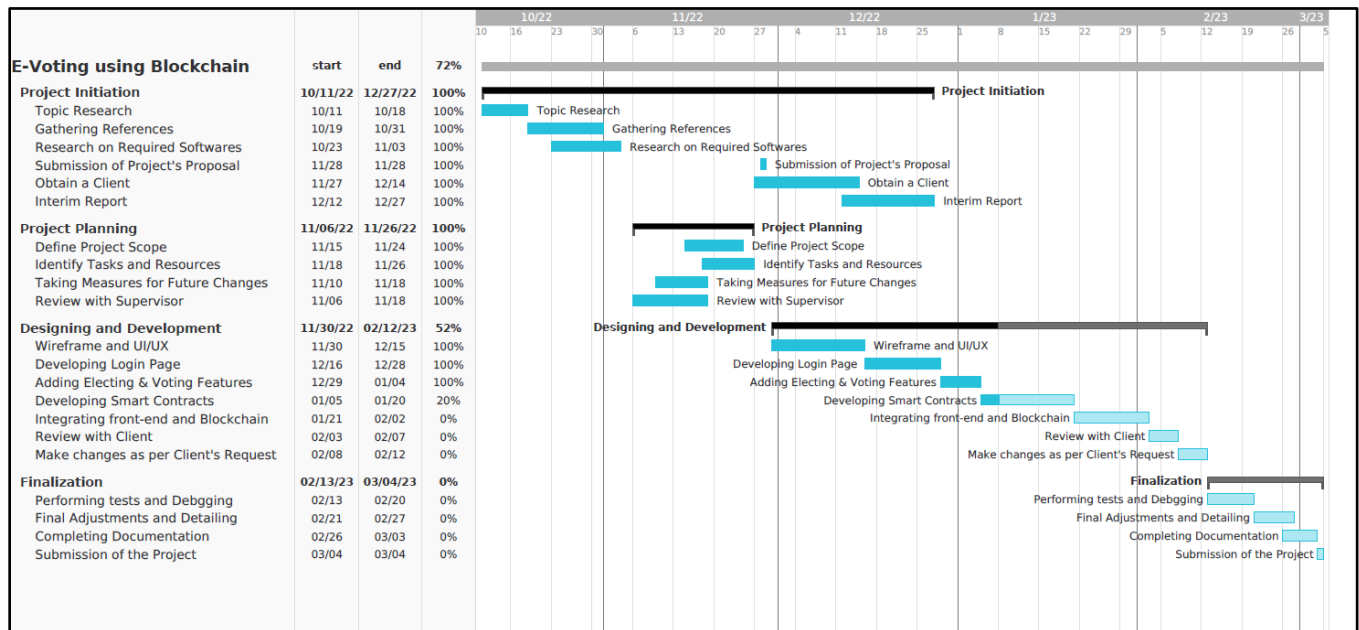 10/22 11/22 12/22 1/23 2/23 3/23
10 16 23 30 6 13 20 27 4 11 18 25 1 8 15 22 29 5 12 19 26 5
E-Voting using Blockchain start end 72%
Project Initiation 10/11/22 12/27/22 100% Project Initiation
Topic Research 10/11 10/18 100% Topic Research
Gathering References 10/19 10/31 100% Gathering References
Research on Required Softwares 10/23 11/03 100% Research on Required Softwares
Submission of Project's Proposal 11/28 11/28 100% Submission of Project's Proposal
Obtain a Client 11/27 12/14 100% Obtain a Client
Interim Report 12/12 12/27 100% Interim Report
Project Planning 11/06/22 11/26/22 100% Project Planning
Define Project Scope 11/15 11/24 100% Define Project Scope
Identify Tasks and Resources 11/18 11/26 100% Identify Tasks and Resources
Taking Measures for Future Changes 11/10 11/18 100% Taking Measures for Future Changes
Review with Supervisor 11/06 11/18 100% Review with Supervisor
Designing and Development 11/30/22 02/12/23 52% Designing and Development
Wireframe and UI/UX 11/30 12/15 100% Wireframe and UI/UX
Developing Login Page 12/16 12/28 100% Developing Login Page
Adding Electing & Voting Features 12/29 01/04 100% Adding Electing & Voting Features
Developing Smart Contracts 01/05 01/20 20% Developing Smart Contracts
Integrating front-end and Blockchain 01/21 02/02 0% Integrating front-end and Blockchain
Review with Client 02/03 02/07 0% Review with Client
Make changes as per Client's Request 02/08 02/12 0% Make changes as per Client's Request
Finalization 02/13/23 03/04/23 0% Finalization
Performing tests and Debgging 02/13 02/20 0% Performing tests and Debgging
Final Adjustments and Detailing 02/21 02/27 0% Final Adjustments and Detailing
Completing Documentation 02/26 03/03 0% Completing Documentation
Submission of the Project 03/04 03/04 0% Submission of the Project